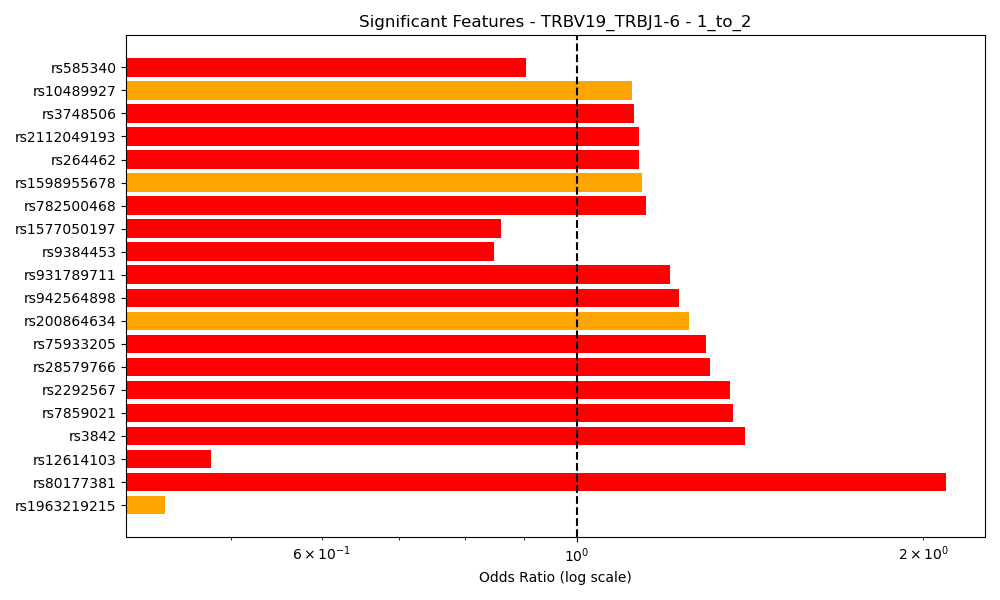 Significant Features - TRBV19_TRBJ1-6 - 1_to_2
rs585340
rs10489927
rs3748506
rs2112049193
rs264462
rs1598955678
rs782500468
rs1577050197
rs9384453
rs931789711
rs942564898
rs200864634
rs75933205
rs28579766
rs2292567
rs7859021
rs3842
rs12614103
rs80177381
rs1963219215
6 × 10⁻¹ 10⁰ 2 × 10⁰
Odds Ratio (log scale)